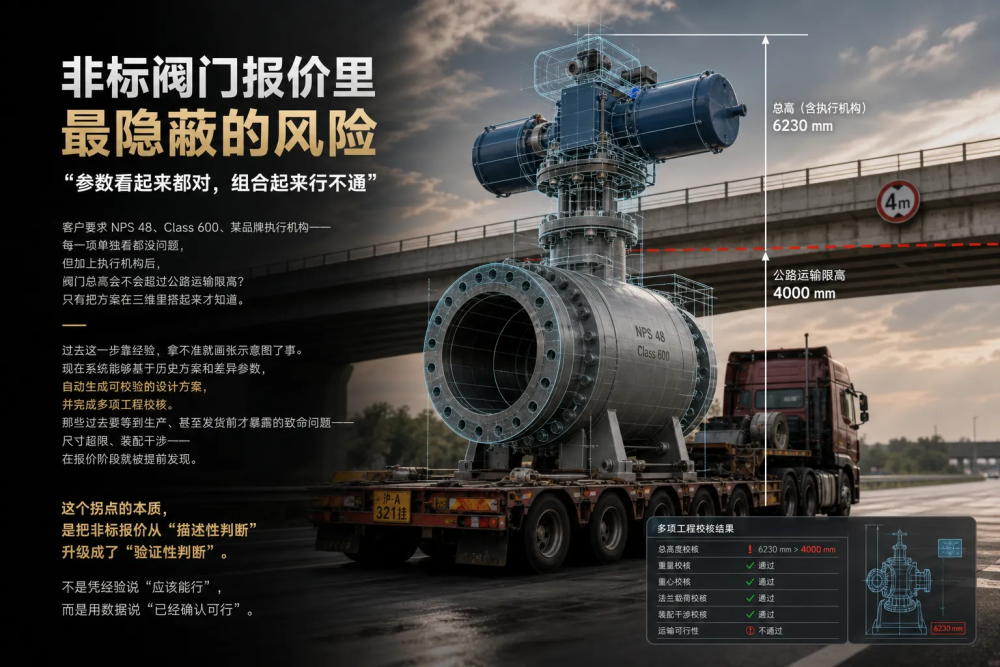 非标阀门报价里
最隐蔽的风险
“参数看起来都对，组合起来行不通”
客户要求 NPS 48、Class 600、某品牌执行机构——
每一项单独看都没问题，
但加上执行机构后，
阀门总高会不会超过公路运输限高？
只有把方案在三维里搭起来才知道。
过去这一步靠经验，拿不准就画张示意图了事。
现在系统能够基于历史方案和差异参数，
自动生成可校验的设计方案，
并完成多项工程校核。
那些过去要等到生产、甚至发货前才暴露的致命问题——
尺寸超限、装配干涉——
在报价阶段就被提前发现。
这个拐点的本质，
是把非标报价从“描述性判断”
升级成了“验证性判断”。
不是凭经验说“应该能行”，
而是用数据说“已经确认可行”。
总高（含执行机构）
6230 mm
4m
公路运输限高
4000 mm
NPS 48
Class 600
沪·A
321挂
多项工程校核结果
总高度校核 6230 mm > 4000 mm
重量校核 通过
重心校核 通过
法兰载荷校核 通过
装配干涉校核 通过
运输可行性 不通过
6230 mm